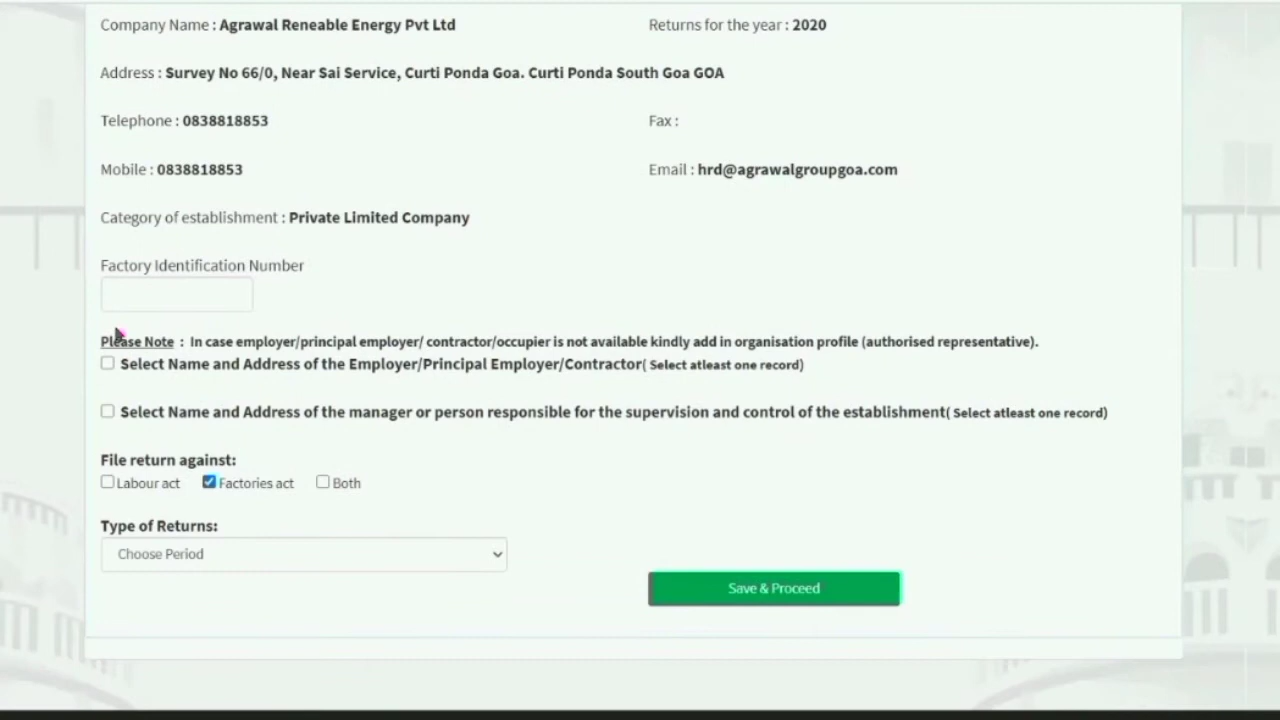 Company Name : Agrawal Reneable Energy Pvt Ltd
Returns for the year : 2020
Address : Survey No 66/0, Near Sai Service, Curti Ponda Goa. Curti Ponda South Goa GOA
Telephone : 0838818853
Fax :
Mobile : 0838818853
Email : hrd@agrawalgroupgoa.com
Category of establishment : Private Limited Company
Factory Identification Number
Please Note : In case employer/principal employer/ contractor/occupier is not available kindly add in organisation profile (authorised representative).
Select Name and Address of the Employer/Principal Employer/Contractor( Select atleast one record)
Select Name and Address of the manager or person responsible for the supervision and control of the establishment( Select atleast one record)
File return against:
Labour act Factories act Both
Type of Returns:
Choose Period
Save & Proceed